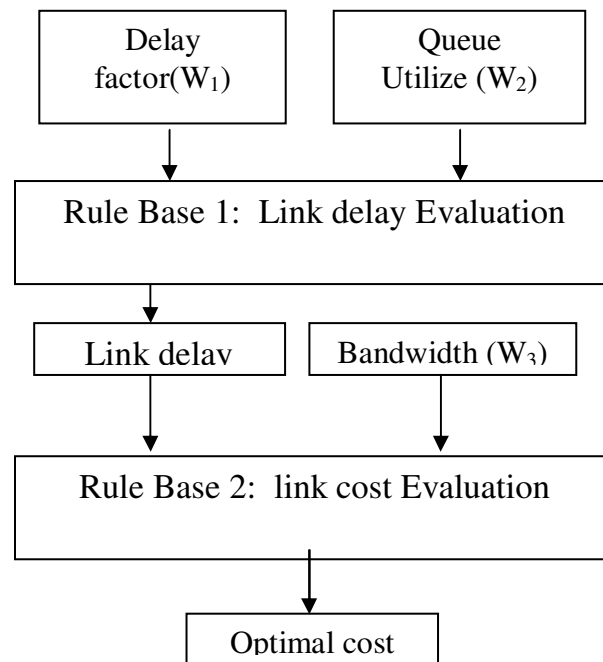 Delay
factor(W₁)
Queue
Utilize (W₂)
Rule Base 1: Link delay Evaluation
Link delay
Bandwidth (W₃)
Rule Base 2: link cost Evaluation
Optimal cost